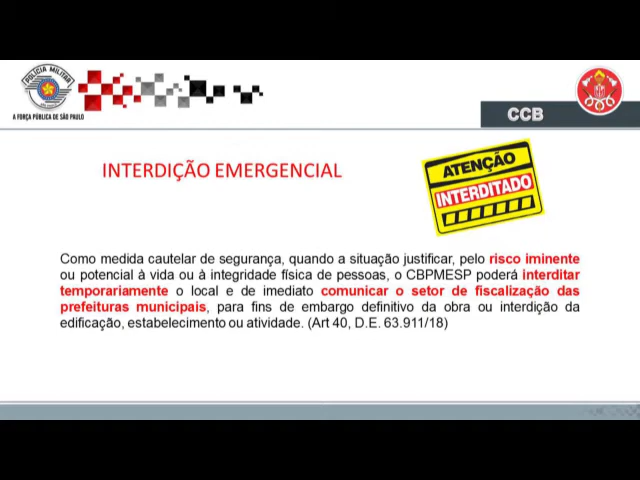 POLÍCIA MILITAR
A FORÇA PÚBLICA DE SÃO PAULO
CCB
INTERDIÇÃO EMERGENCIAL
ATENÇÃO
INTERDITADO
Como medida cautelar de segurança, quando a situação justificar, pelo risco iminente
ou potencial à vida ou à integridade física de pessoas, o CBPMESP poderá interditar
temporariamente o local e de imediato comunicar o setor de fiscalização das
prefeituras municipais, para fins de embargo definitivo da obra ou interdição da
edificação, estabelecimento ou atividade. (Art 40, D.E. 63.911/18)